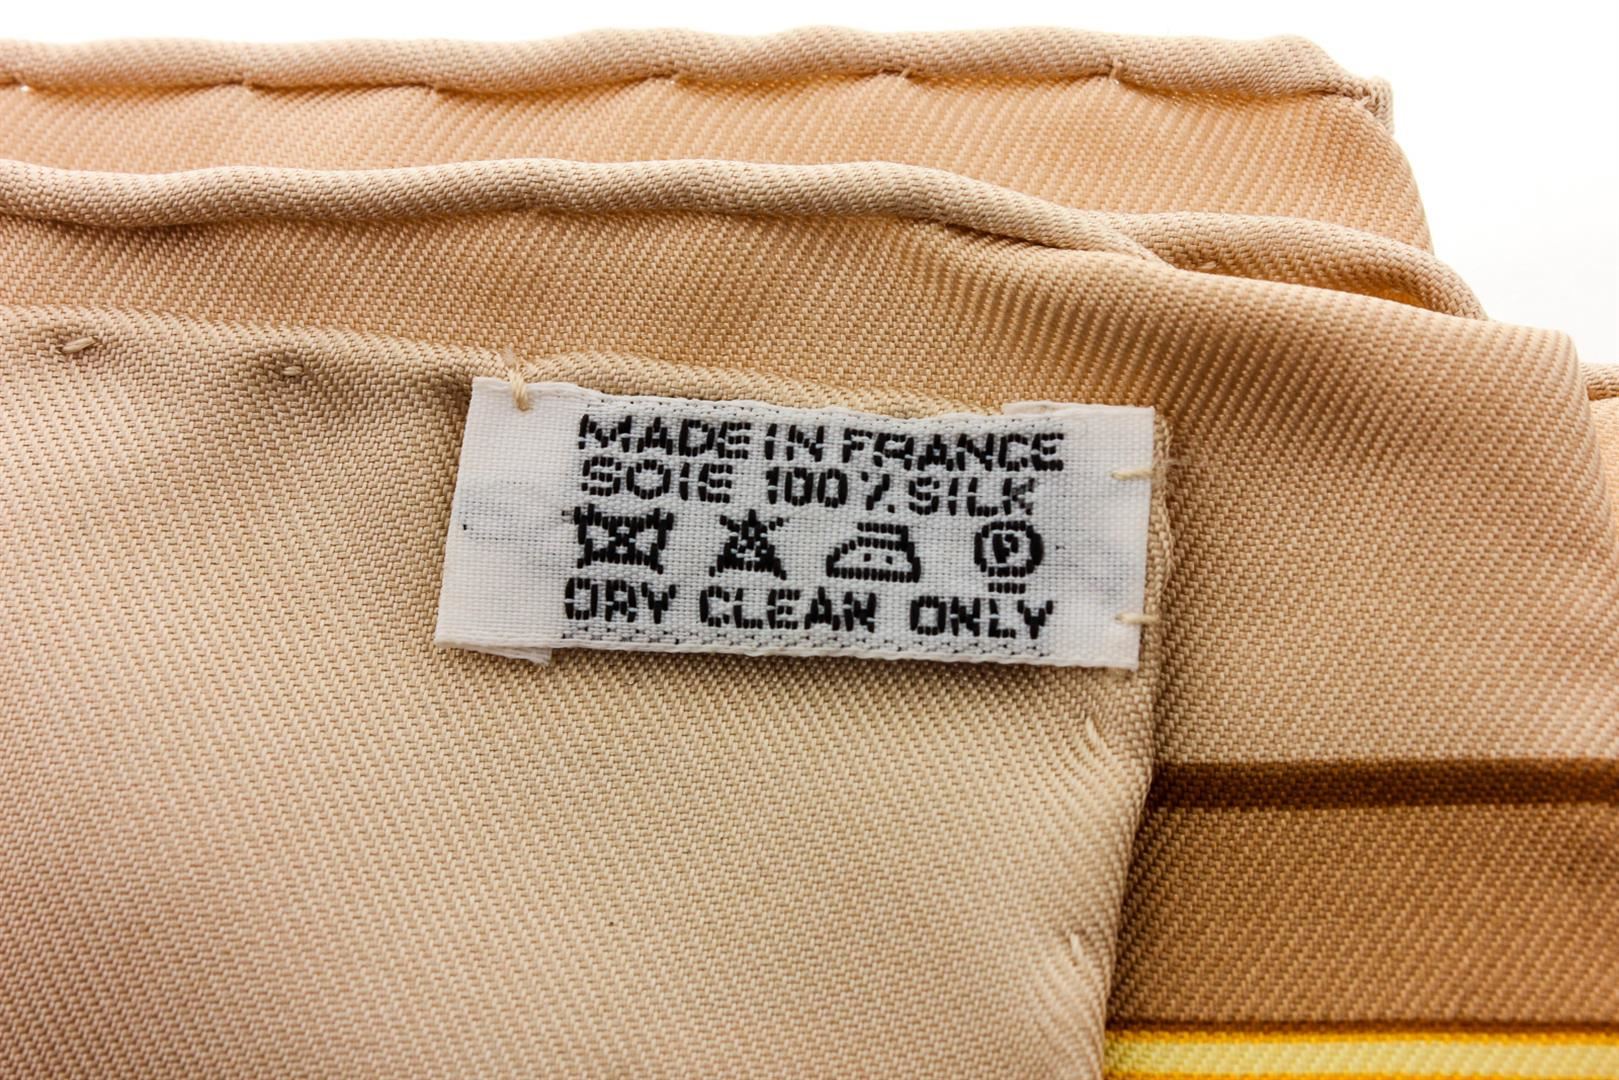 MADE IN FRANCE
SOIE 100% SILK
P
DRY CLEAN ONLY